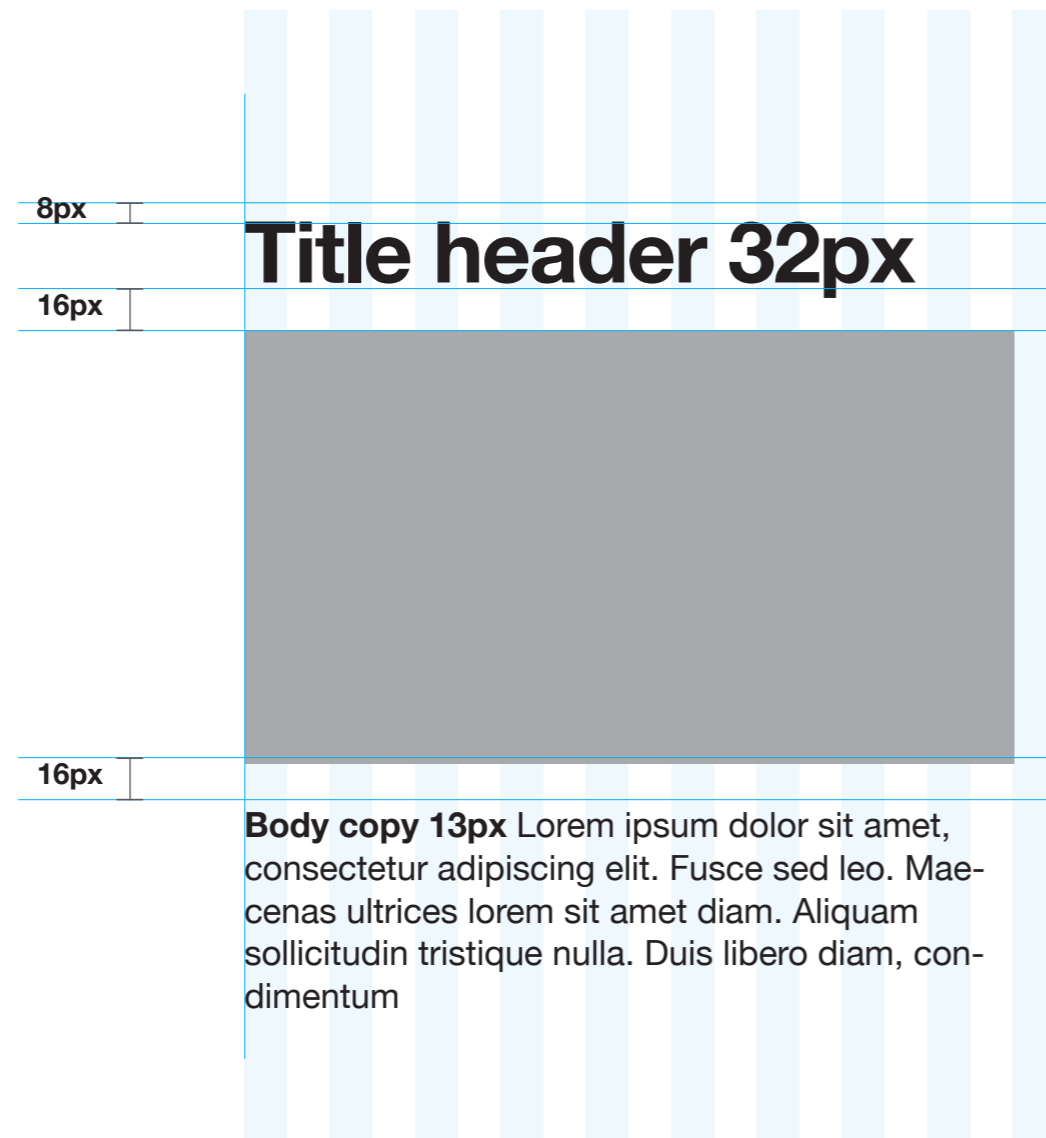 8px
Title header 32px
16px
16px
Body copy 13px Lorem ipsum dolor sit amet,
consectetur adipiscing elit. Fusce sed leo. Mae-
cenas ultrices lorem sit amet diam. Aliquam
sollicitudin tristique nulla. Duis libero diam, con-
dimentum